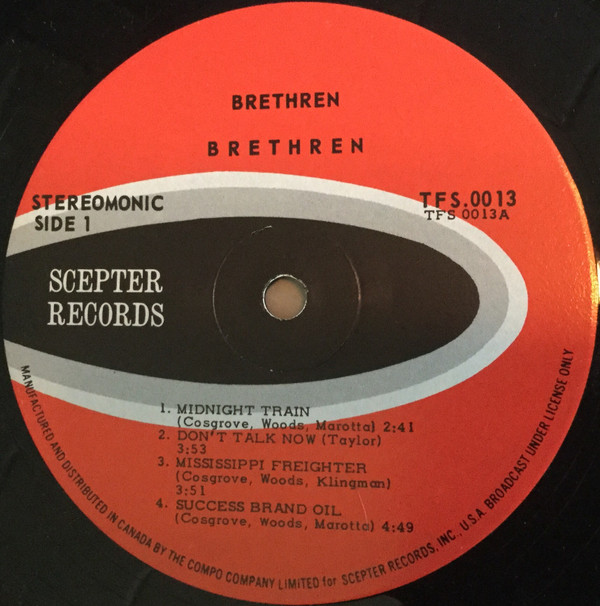 BRETHREN
BRETHREN
STEREOMONIC
SIDE 1
TFS.0013
TFS 0013A
SCEPTER
RECORDS
1. MIDNIGHT TRAIN
(Cosgrove, Woods, Marotta) 2:41
2. DON'T TALK NOW (Taylor)
3:53
3. MISSISSIPPI FREIGHTER
(Cosgrove, Woods, Klingman)
3:51
4. SUCCESS BRAND OIL
(Cosgrove, Woods, Marotta) 4:49
MANUFACTURED AND DISTRIBUTED IN CANADA BY THE COMPO COMPANY LIMITED for SCEPTER RECORDS, INC., U.S.A. BROADCAST UNDER LICENSE ONLY